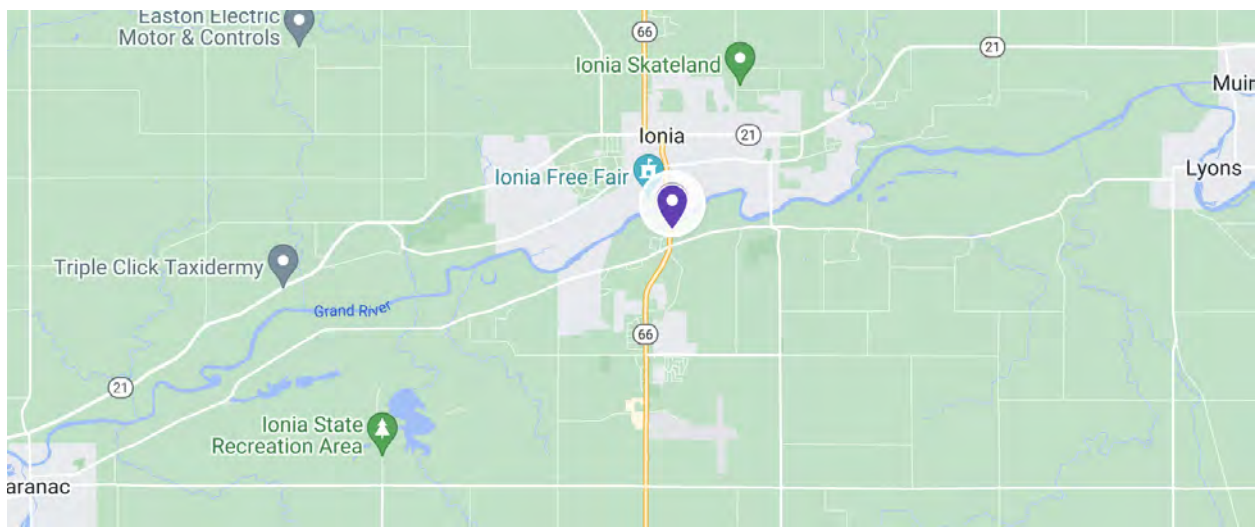 Easton Electric
Motor & Controls
66
Ionia Skateland
21
Muir
Ionia
21
Ionia Free Fair
Lyons
Triple Click Taxidermy
Grand River
66
21
Ionia State
Recreation Area
aranac